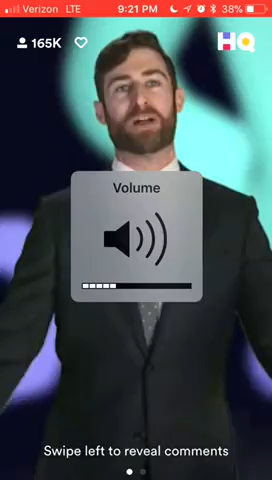 Verizon LTE 9:21 PM 38%
165K HQ
Volume
Swipe left to reveal comments